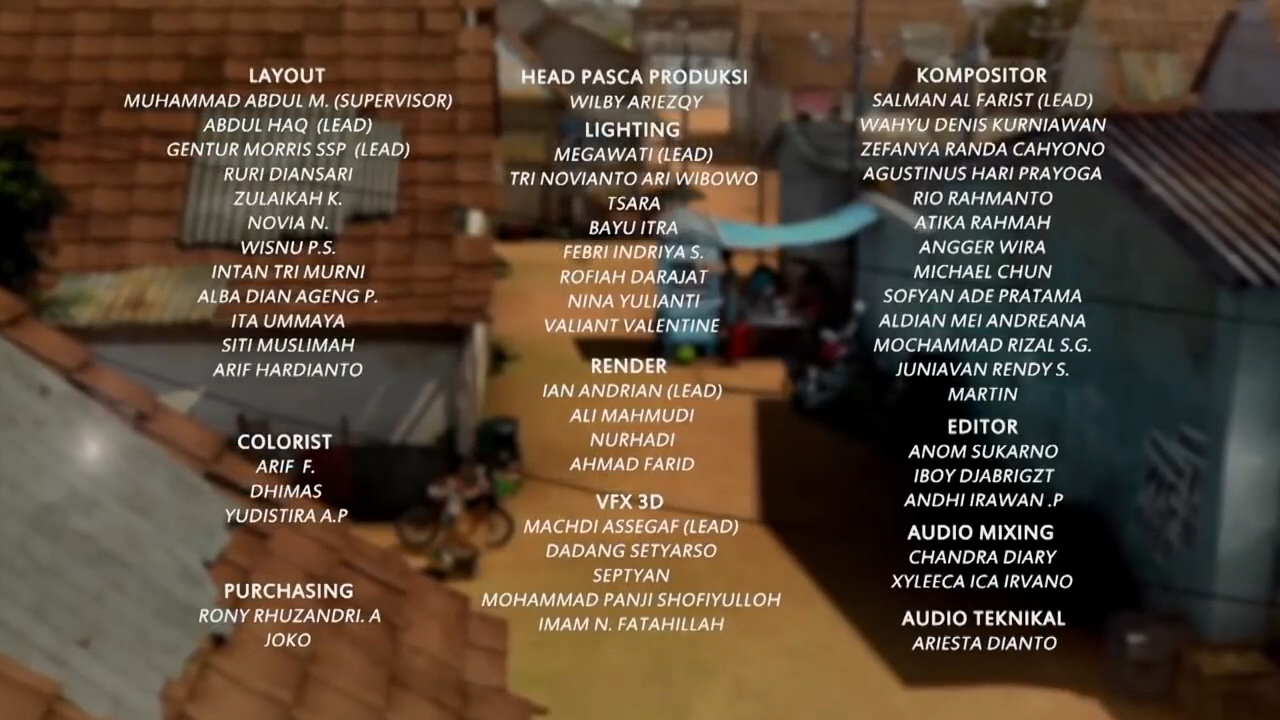 LAYOUT
MUHAMMAD ABDUL M. (SUPERVISOR)
ABDUL HAQ (LEAD)
GENTUR MORRIS SSP (LEAD)
RURI DIANSARI
ZULAIKAH K.
NOVIA N.
WISNU P.S.
INTAN TRI MURNI
ALBA DIAN AGENG P.
ITA UMMAYA
SITI MUSLIMAH
ARIF HARDIANTO
COLORIST
ARIF F.
DHIMAS
YUDISTIRA A.P
PURCHASING
RONY RHUZANDRI. A
JOKO
HEAD PASCA PRODUKSI
WILBY ARIEZQY
LIGHTING
MEGAWATI (LEAD)
TRI NOVIANTO ARI WIBOWO
TSARA
BAYU ITRA
FEBRI INDRIYA S.
ROFIAH DARAJAT
NINA YULIANTI
VALIANT VALENTINE
RENDER
IAN ANDRIAN (LEAD)
ALI MAHMUDI
NURHADI
AHMAD FARID
VFX 3D
MACHDI ASSEGAF (LEAD)
DADANG SETYARSO
SEPTYAN
MOHAMMAD PANJI SHOFIYULLOH
IMAM N. FATAHILLAH
KOMPOSITOR
SALMAN AL FARIST (LEAD)
WAHYU DENIS KURNIAWAN
ZEFANYA RANDA CAHYONO
AGUSTINUS HARI PRAYOGA
RIO RAHMANTO
ATIKA RAHMAH
ANGGER WIRA
MICHAEL CHUN
SOFYAN ADE PRATAMA
ALDIAN MEI ANDREANA
MOCHAMMAD RIZAL S.G.
JUNIAVAN RENDY S.
MARTIN
EDITOR
ANOM SUKARNO
IBOY DJABRIGZT
ANDHI IRAWAN .P
AUDIO MIXING
CHANDRA DIARY
XYLEECA ICA IRVANO
AUDIO TEKNIKAL
ARIESTA DIANTO